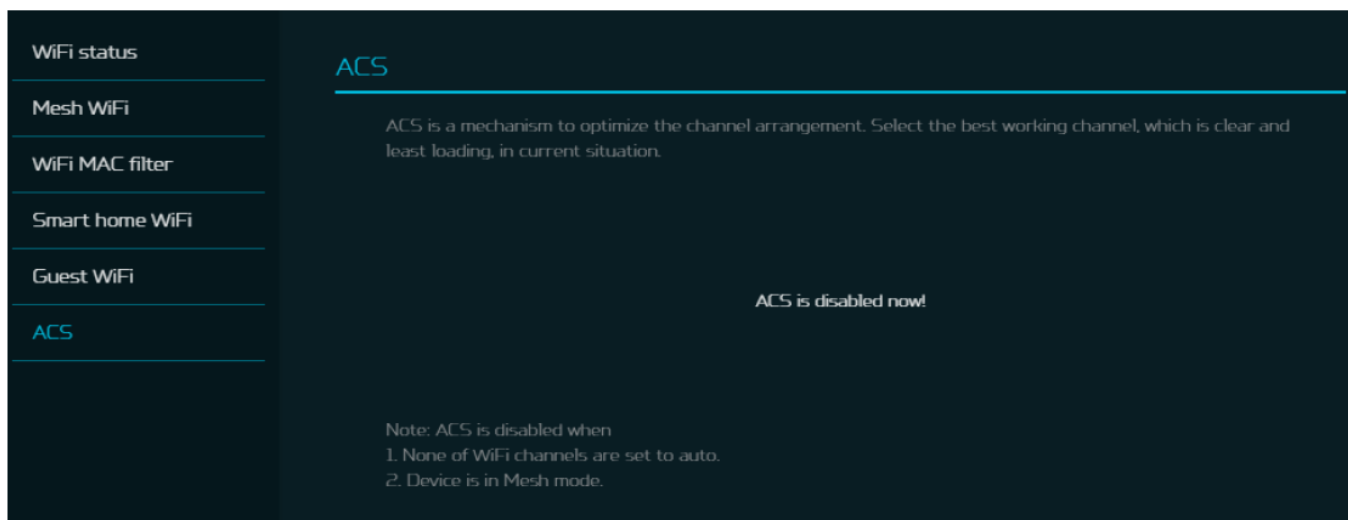 WiFi status
Mesh WiFi
WiFi MAC filter
Smart home WiFi
Guest WiFi
ACS
ACS
ACS is a mechanism to optimize the channel arrangement. Select the best working channel, which is clear and
least loading, in current situation.
ACS is disabled now!
Note: ACS is disabled when
1. None of WiFi channels are set to auto.
2. Device is in Mesh mode.